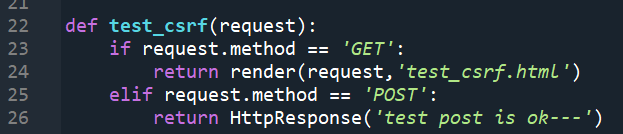 21
22 def test_csrf(request):
23     if request.method == 'GET':
24         return render(request,'test_csrf.html')
25     elif request.method == 'POST':
26         return HttpResponse('test post is ok---')